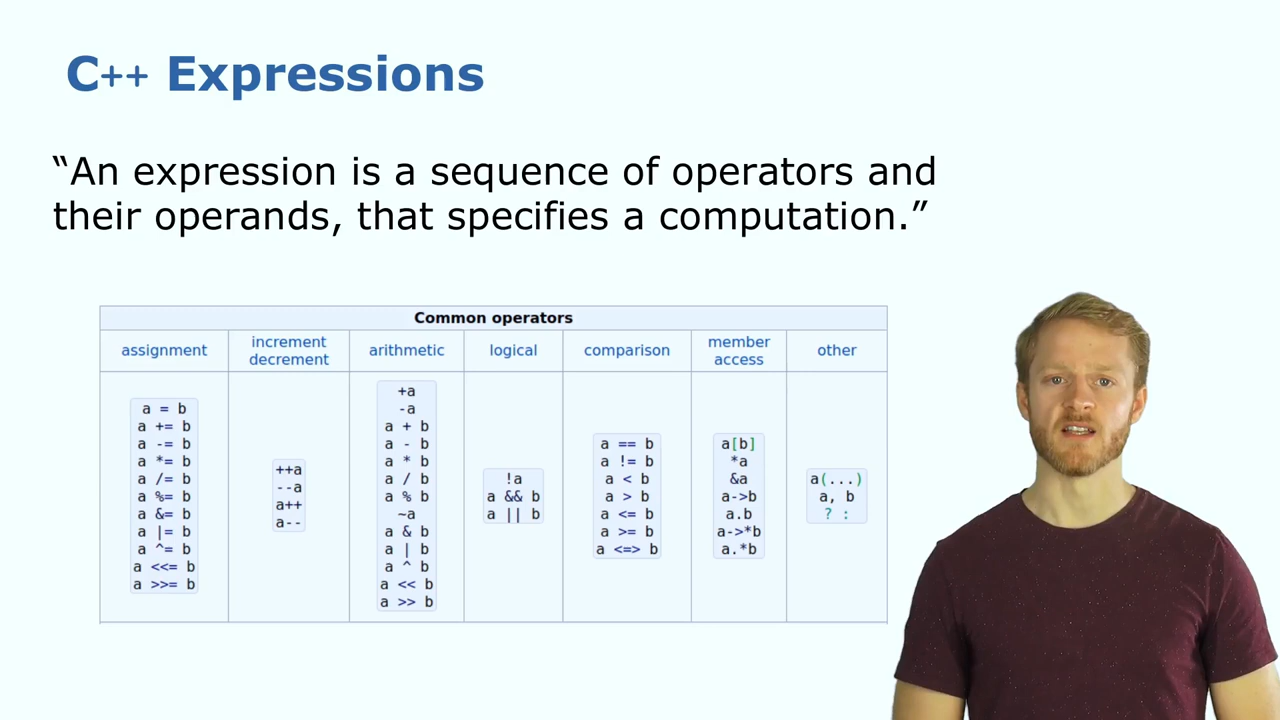 C++ Expressions
“An expression is a sequence of operators and
their operands, that specifies a computation.”
Common operators
assignment
increment
decrement
arithmetic
logical
comparison
member
access
other
a = b
a += b
a -= b
a *= b
a /= b
a %= b
a &= b
a |= b
a ^= b
a <<= b
a >>= b
++a
--a
a++
a--
+a
-a
a + b
a - b
a * b
a / b
a % b
~a
a & b
a | b
a ^ b
a << b
a >> b
!a
a && b
a || b
a == b
a != b
a < b
a > b
a <= b
a >= b
a <=> b
a[b]
*a
&a
a->b
a.b
a->*b
a.*b
a(...)
a, b
? :